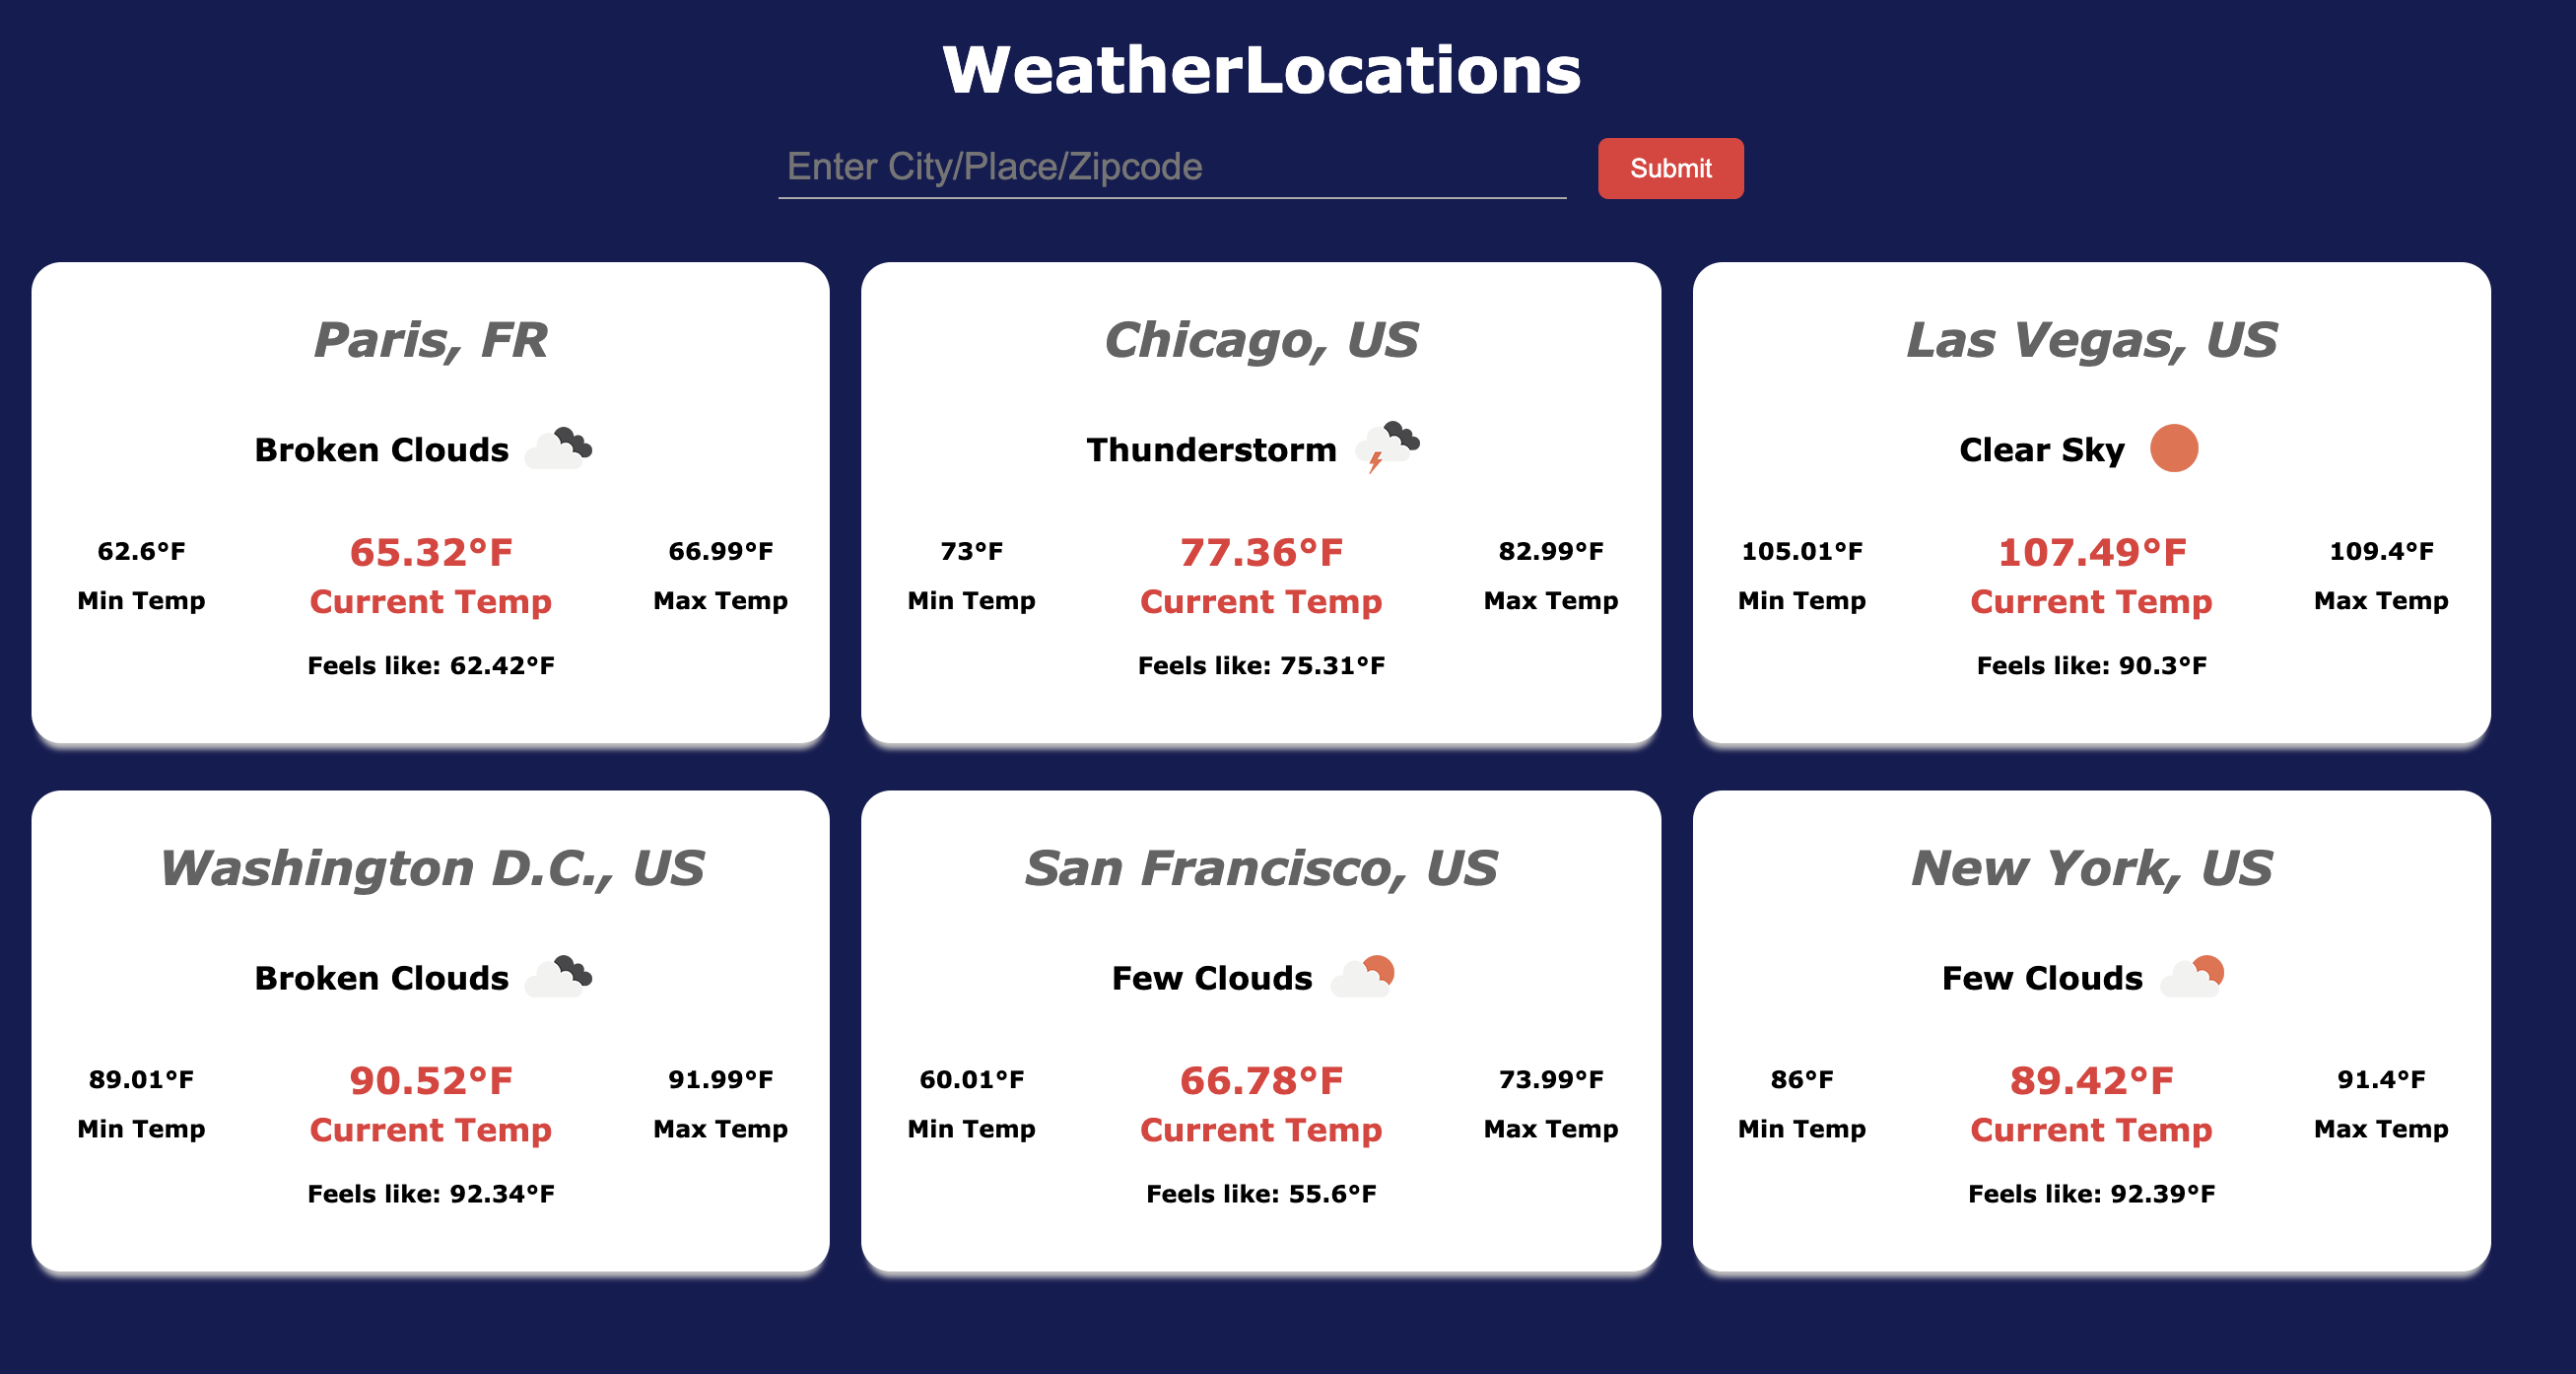 WeatherLocations
Enter City/Place/Zipcode
Submit
Paris, FR
Broken Clouds
62.6°F
65.32°F
66.99°F
Min Temp
Current Temp
Max Temp
Feels like: 62.42°F
Chicago, US
Thunderstorm
73°F
77.36°F
82.99°F
Min Temp
Current Temp
Max Temp
Feels like: 75.31°F
Las Vegas, US
Clear Sky
105.01°F
107.49°F
109.4°F
Min Temp
Current Temp
Max Temp
Feels like: 90.3°F
Washington D.C., US
Broken Clouds
89.01°F
90.52°F
91.99°F
Min Temp
Current Temp
Max Temp
Feels like: 92.34°F
San Francisco, US
Few Clouds
60.01°F
66.78°F
73.99°F
Min Temp
Current Temp
Max Temp
Feels like: 55.6°F
New York, US
Few Clouds
86°F
89.42°F
91.4°F
Min Temp
Current Temp
Max Temp
Feels like: 92.39°F